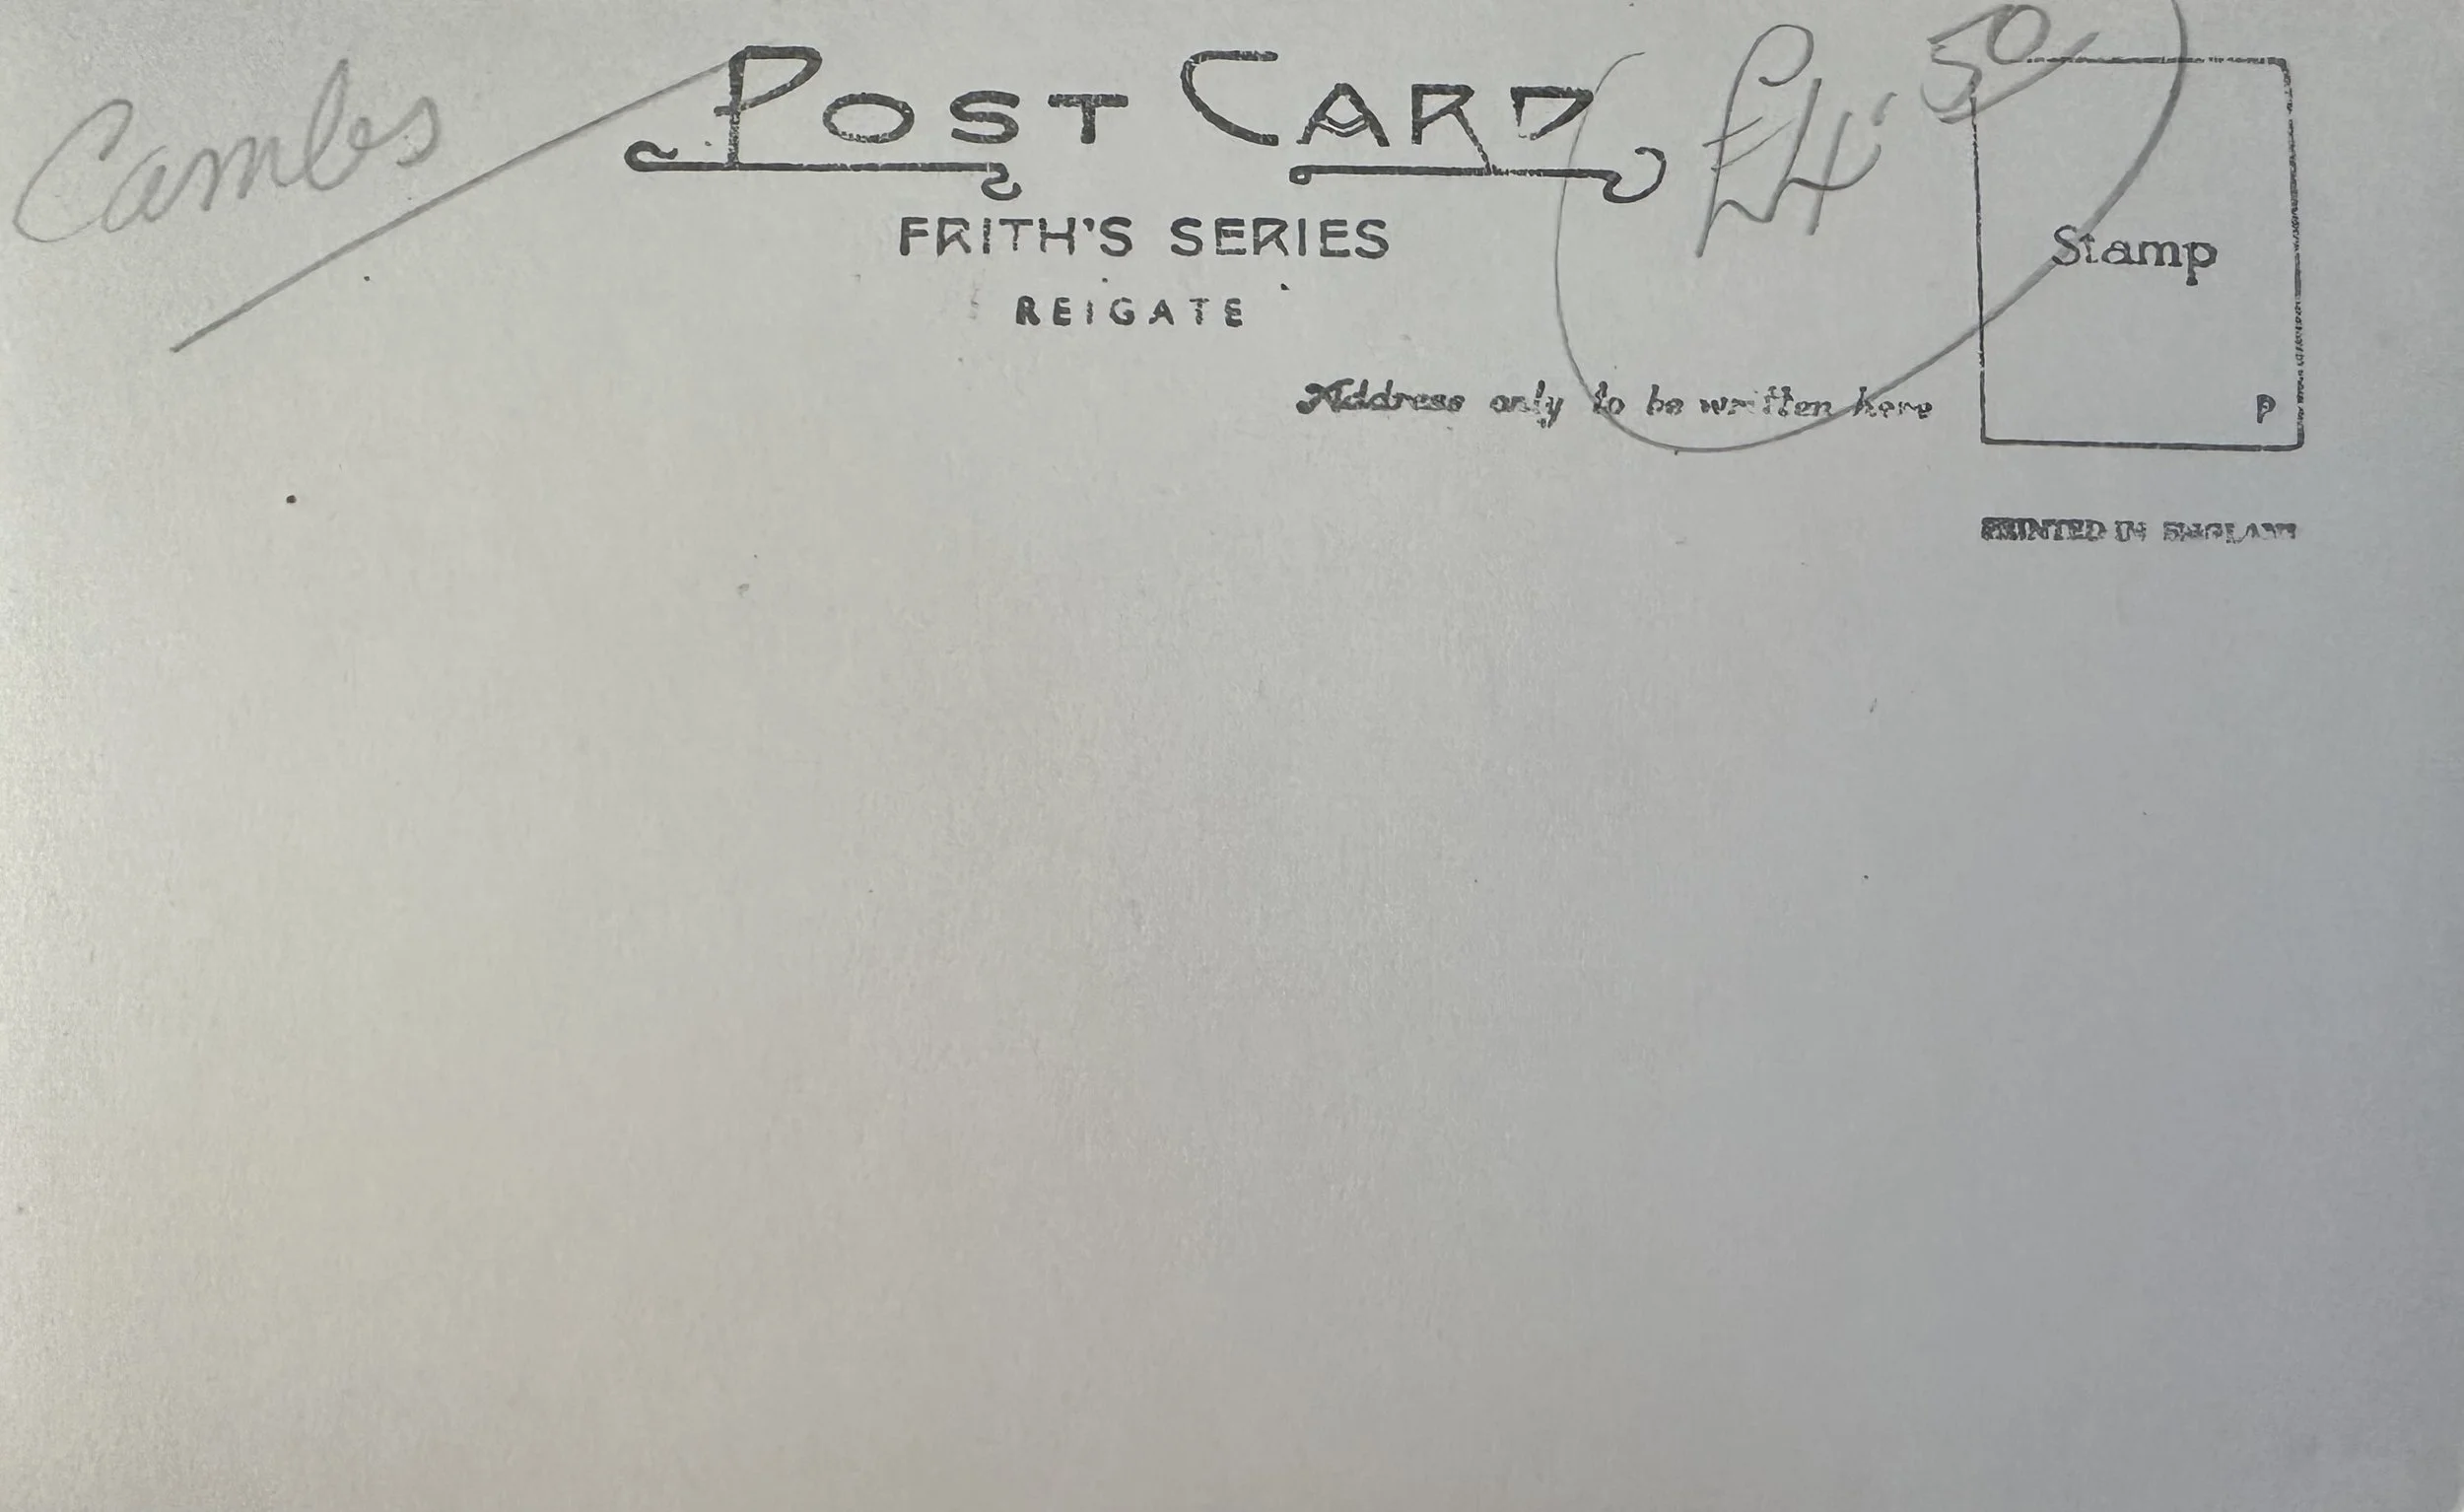 Cambs
POST CARD
£4.50
FRITH'S SERIES
REIGATE
Stamp
Address only to be written here
P
PRINTED IN ENGLAND